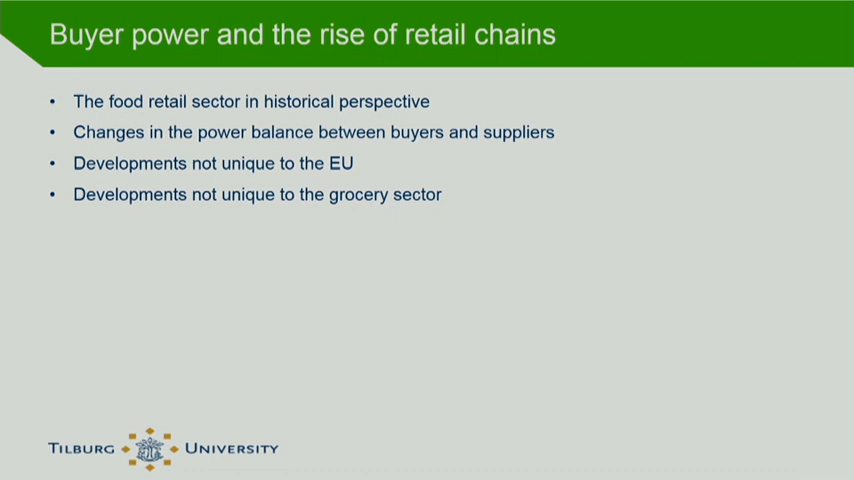 Buyer power and the rise of retail chains
• The food retail sector in historical perspective
• Changes in the power balance between buyers and suppliers
• Developments not unique to the EU
• Developments not unique to the grocery sector
TILBURG UNIVERSITY